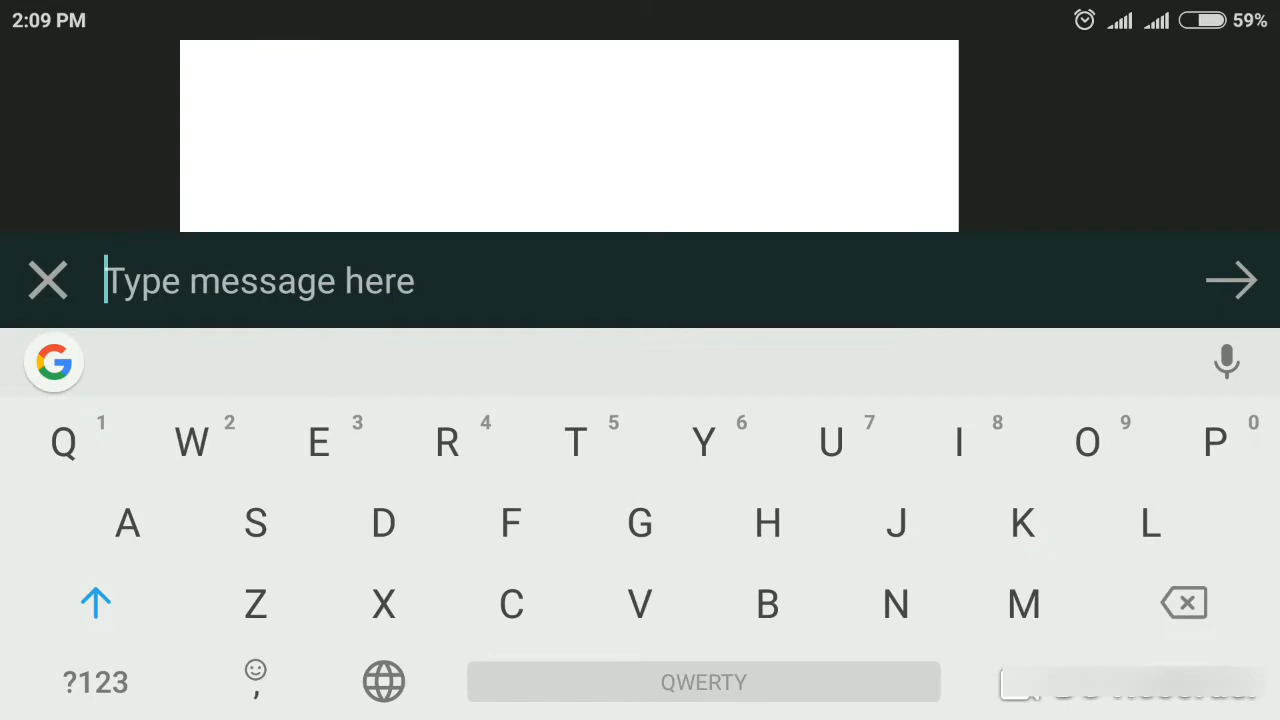 2:09 PM 59%
Type message here
Q 1 W 2 E 3 R 4 T 5 Y 6 U 7 I 8 O 9 P 0
A S D F G H J K L
Z X C V B N M
?123 , QWERTY